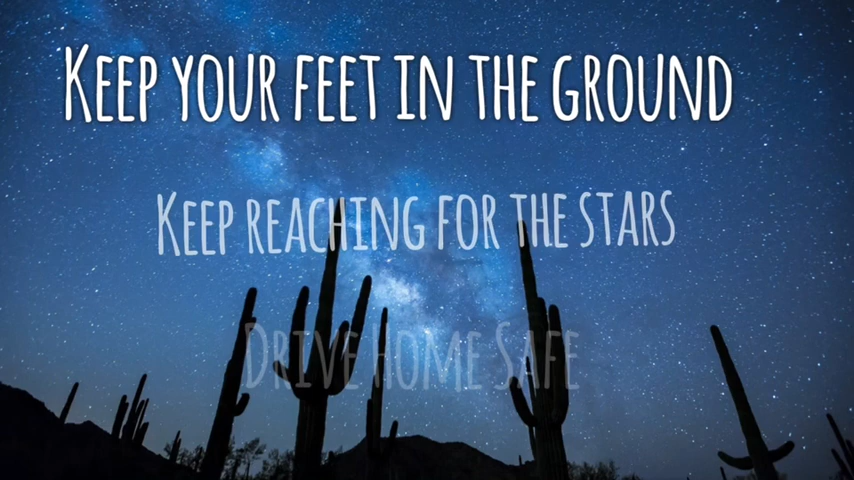 Keep your feet in the ground
Keep reaching for the stars
Drive Home Safe